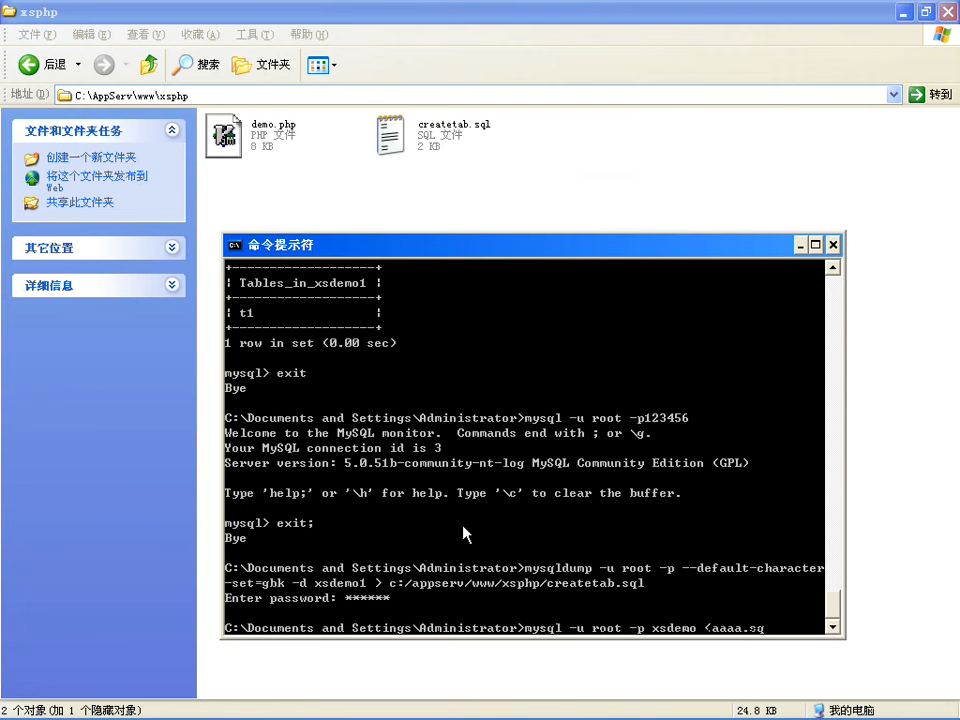 xsphp
文件(F) 编辑(E) 查看(V) 收藏(A) 工具(T) 帮助(H)
后退 搜索 文件夹
地址(D) C:\AppServ\www\xsphp 转到
文件和文件夹任务
创建一个新文件夹
将这个文件夹发布到
Web
共享此文件夹
其它位置
详细信息
demo.php
PHP 文件
8 KB
createtab.sql
SQL 文件
2 KB
命令提示符
+--------------------+
| Tables_in_xsdemo1 |
+--------------------+
| t1 |
+--------------------+
1 row in set (0.00 sec)
mysql> exit
Bye
C:\Documents and Settings\Administrator>mysql -u root -p123456
Welcome to the MySQL monitor.  Commands end with ; or \g.
Your MySQL connection id is 3
Server version: 5.0.51b-community-nt-log MySQL Community Edition (GPL)
Type 'help;' or '\h' for help. Type '\c' to clear the buffer.
mysql> exit;
Bye
C:\Documents and Settings\Administrator>mysqldump -u root -p --default-character
-set=gbk -d xsdemo1 > c:/appserv/www/xsphp/createtab.sql
Enter password: ******
C:\Documents and Settings\Administrator>mysql -u root -p xsdemo <aaaa.sq
2 个对象(加 1 个隐藏对象) 24.8 KB 我的电脑